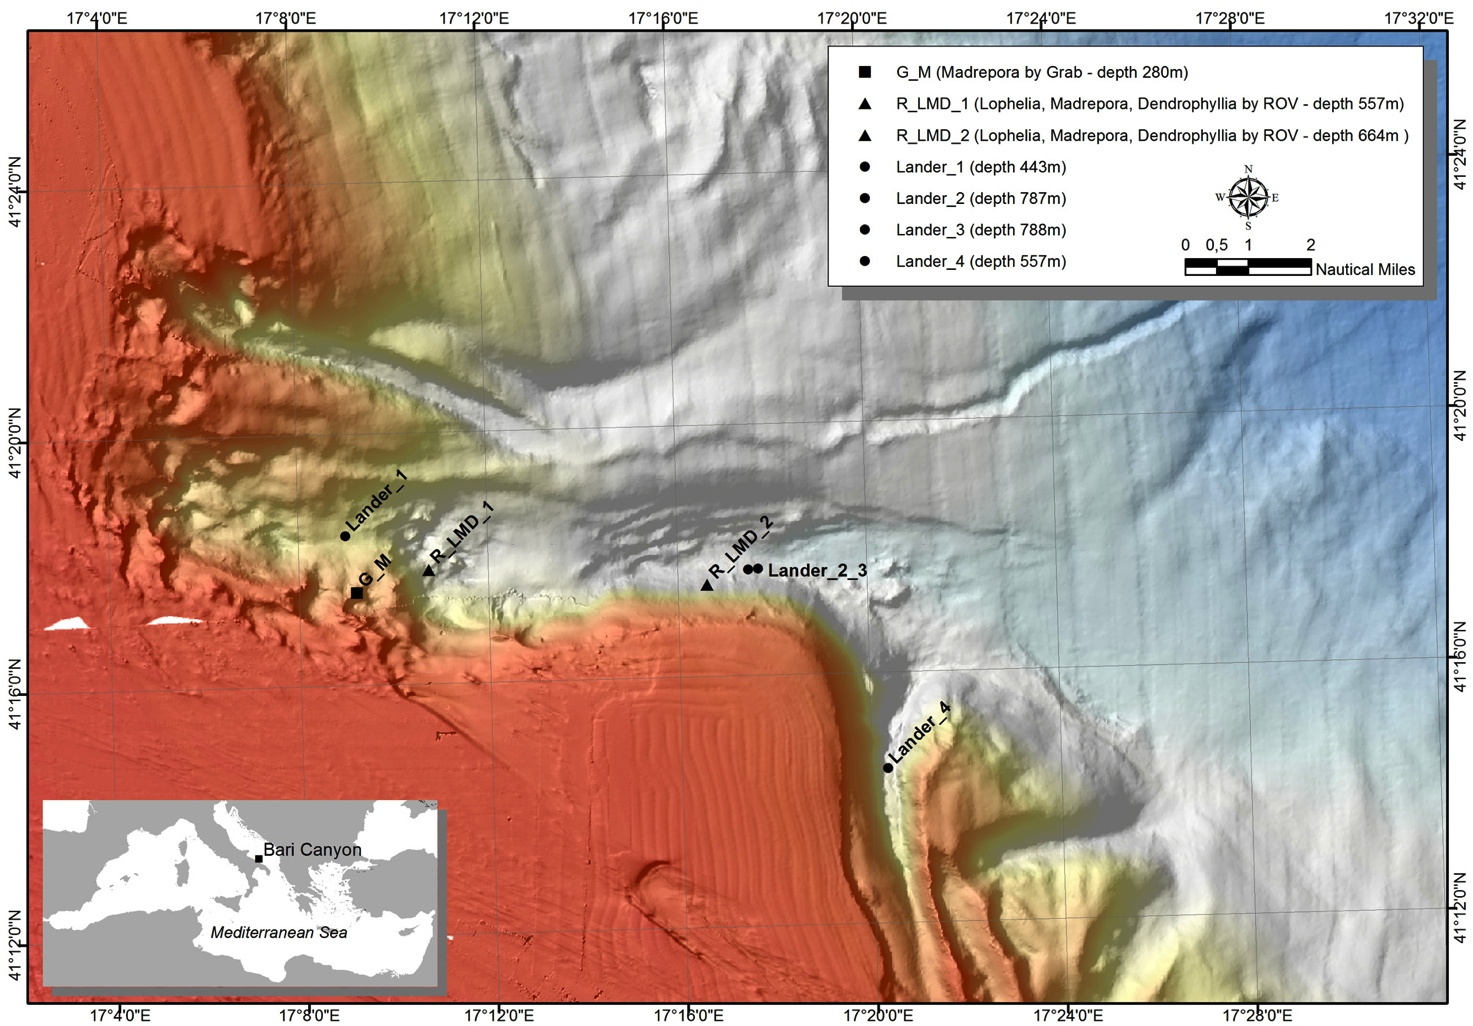 17°4'0"E 17°8'0"E 17°12'0"E 17°16'0"E 17°20'0"E 17°24'0"E 17°28'0"E 17°32'0"E
G_M (Madrepora by Grab - depth 280m)
R_LMD_1 (Lophelia, Madrepora, Dendrophyllia by ROV - depth 557m)
R_LMD_2 (Lophelia, Madrepora, Dendrophyllia by ROV - depth 664m )
Lander_1 (depth 443m)
Lander_2 (depth 787m)
Lander_3 (depth 788m)
Lander_4 (depth 557m)
N
W E
S
0 0,5 1 2
Nautical Miles
41°24'0"N
41°24'0"N
41°20'0"N
41°20'0"N
Lander_1
R_LMD_1
G_M
R_LMD_2
Lander_2_3
41°16'0"N
41°16'0"N
Lander_4
Bari Canyon
Mediterranean Sea
41°12'0"N
41°12'0"N
17°4'0"E 17°8'0"E 17°12'0"E 17°16'0"E 17°20'0"E 17°24'0"E 17°28'0"E